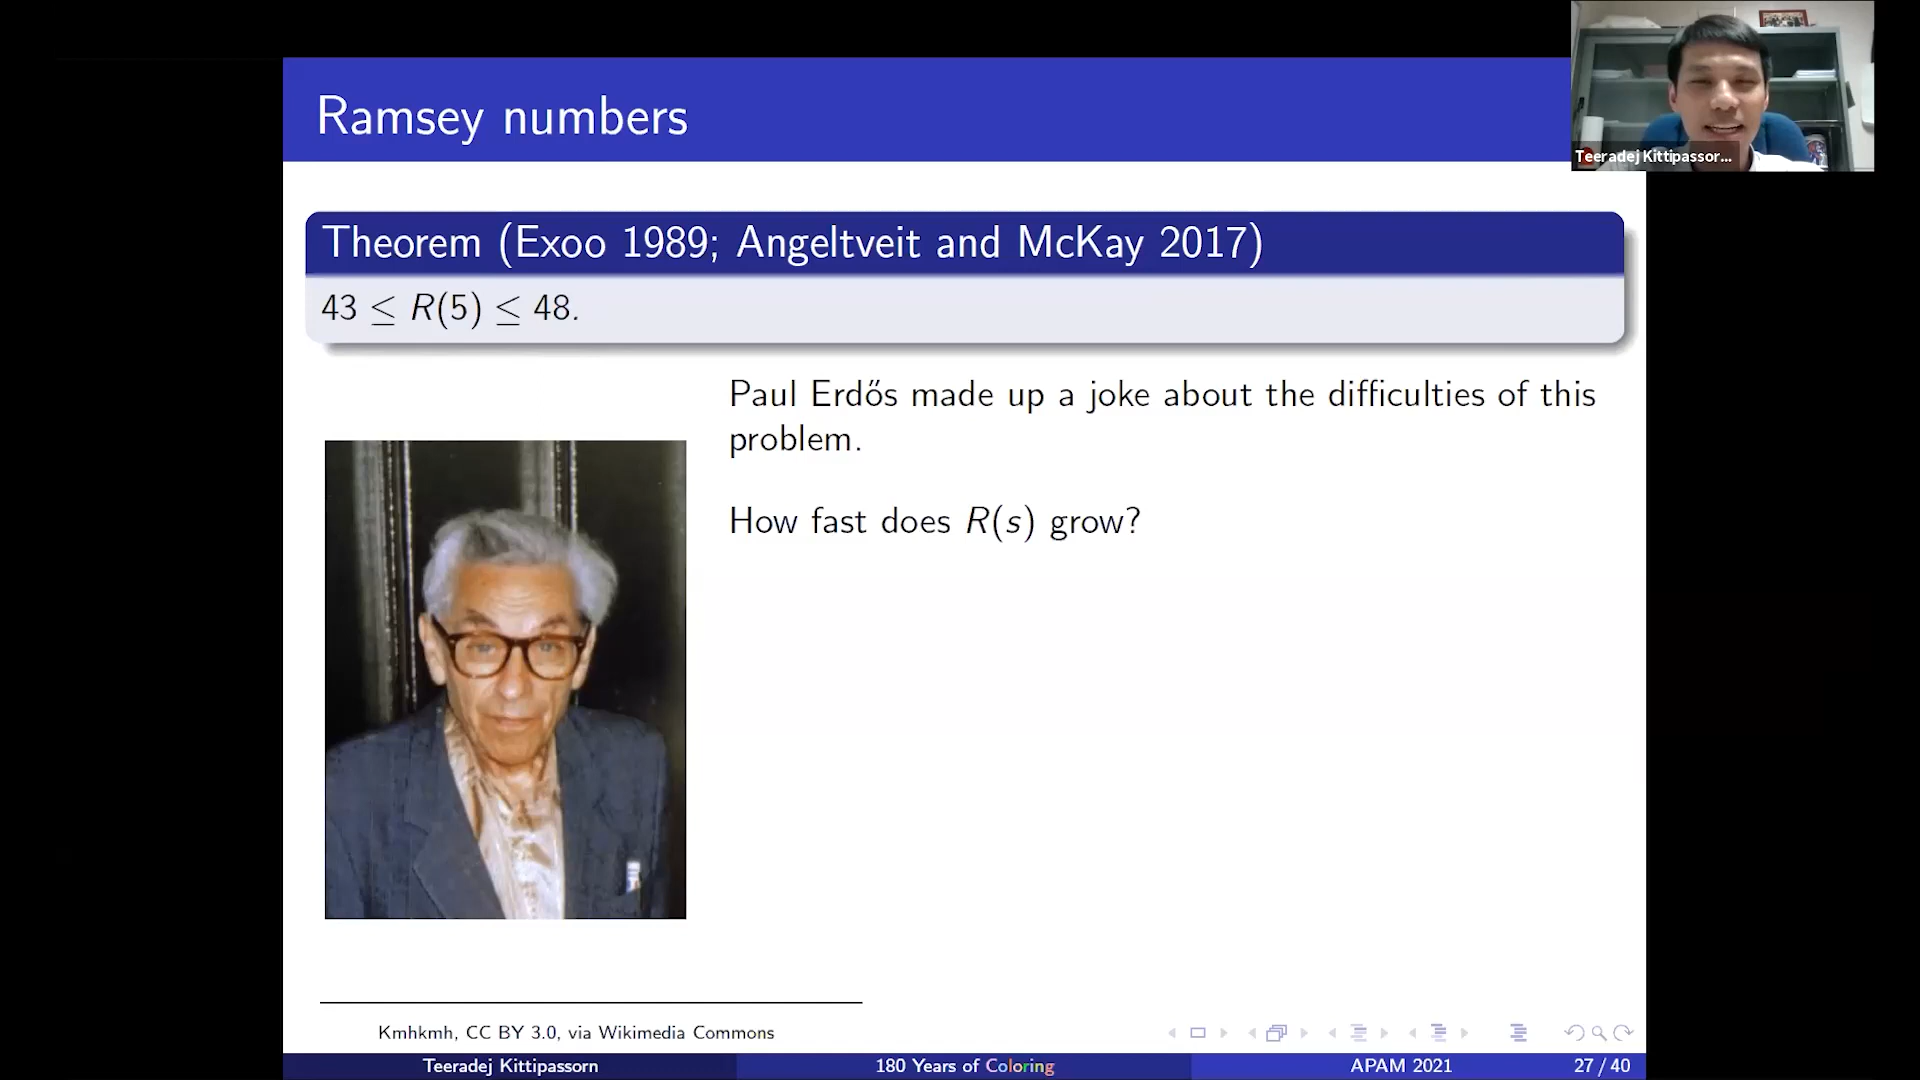 Ramsey numbers
Teeradej Kittipassor...
Theorem (Exoo 1989; Angeltveit and McKay 2017)
43 ≤ R(5) ≤ 48.
Paul Erdős made up a joke about the difficulties of this
problem.
How fast does R(s) grow?
Kmhkmh, CC BY 3.0, via Wikimedia Commons
Teeradej Kittipassorn
180 Years of Coloring
APAM 2021
27 / 40